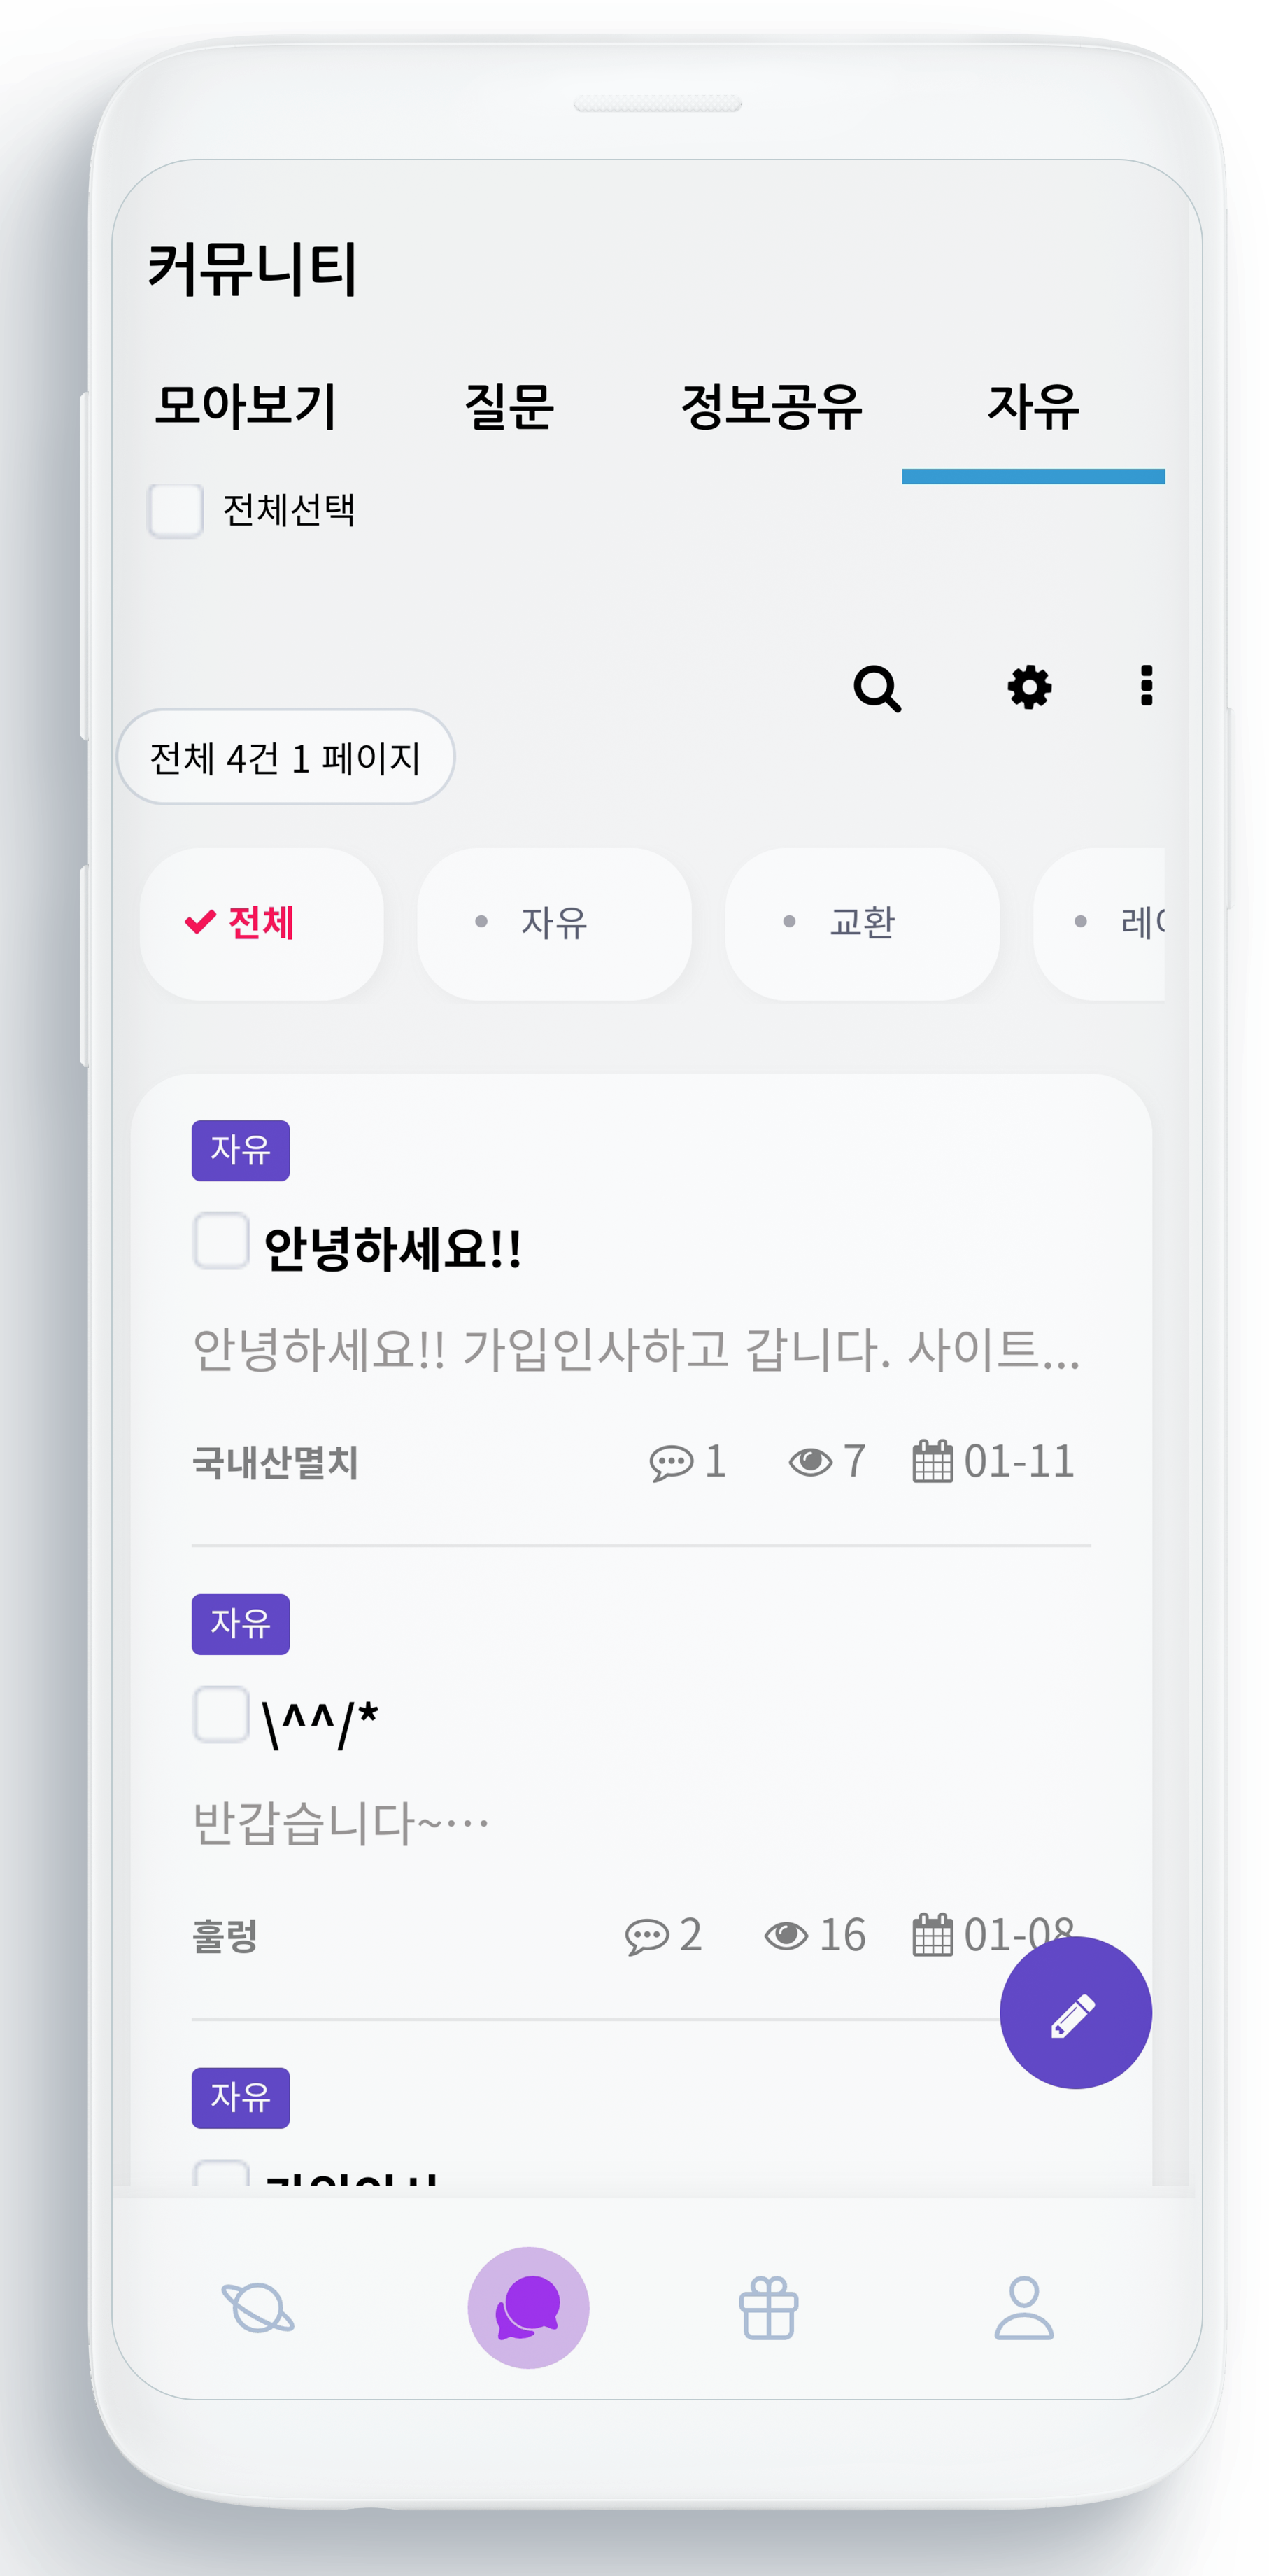 커뮤니티
모아보기 질문 정보공유 자유
전체선택
전체 4건 1 페이지
전체 자유 교환
자유
안녕하세요!!
안녕하세요!! 가입인사하고 갑니다. 사이트...
국내산멸치 1 7 01-11
자유
\^^/*
반갑습니다~···
훌렁 2 16 01-08
자유